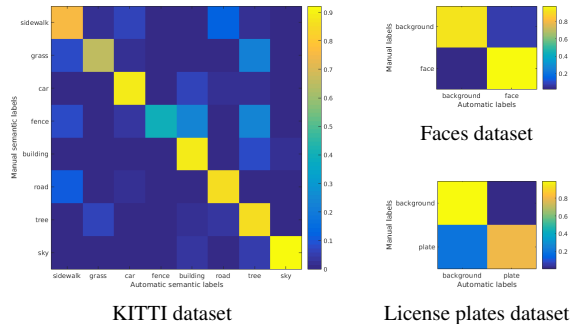 Manual semantic labels
sidewalk
grass
car
fence
building
road
tree
sky
sidewalk grass car fence building road tree sky
Automatic semantic labels
0.9
0.8
0.7
0.6
0.5
0.4
0.3
0.2
0.1
0
KITTI dataset
Manual labels
background
face
background face
Automatic labels
0.8
0.6
0.4
0.2
Faces dataset
Manual labels
background
plate
background plate
Automatic labels
0.8
0.6
0.4
0.2
License plates dataset